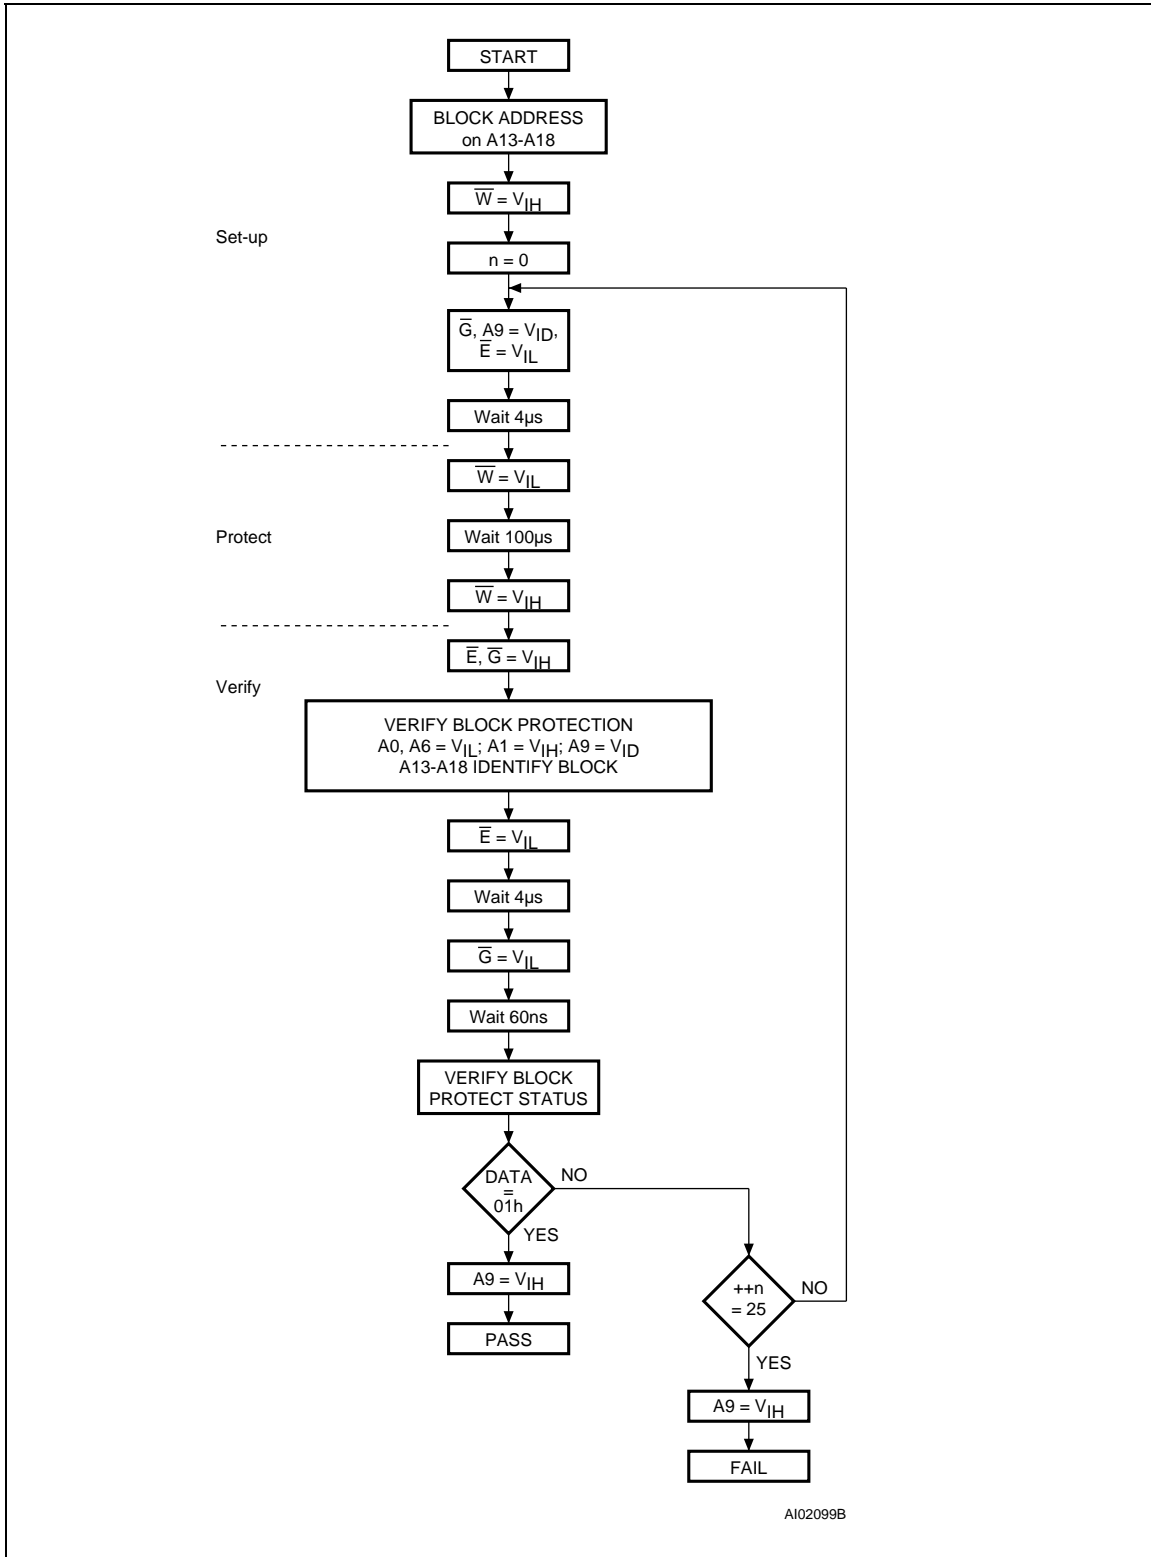 START
BLOCK ADDRESS
on A13-A18
W̅ = VIH
Set-up
n = 0
G̅, A9 = VID,
E̅ = VIL
Wait 4µs
W̅ = VIL
Protect
Wait 100µs
W̅ = VIH
E̅, G̅ = VIH
Verify
VERIFY BLOCK PROTECTION
A0, A6 = VIL; A1 = VIH; A9 = VID
A13-A18 IDENTIFY BLOCK
E̅ = VIL
Wait 4µs
G̅ = VIL
Wait 60ns
VERIFY BLOCK
PROTECT STATUS
DATA
=
01h
NO
YES
A9 = VIH
PASS
++n
= 25
NO
YES
A9 = VIH
FAIL
AI02099B